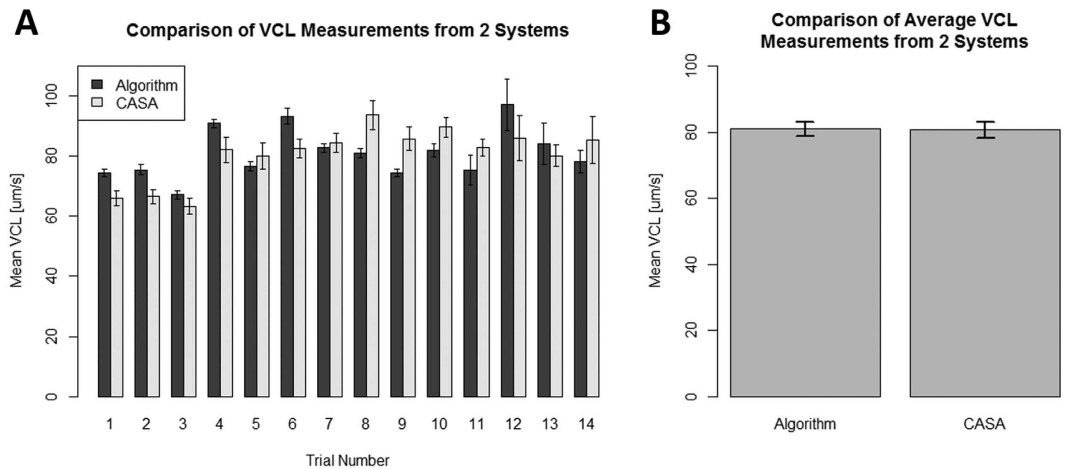 A
Comparison of VCL Measurements from 2 Systems
Algorithm
CASA
Mean VCL [um/s]
100
80
60
40
20
0
1 2 3 4 5 6 7 8 9 10 11 12 13 14
Trial Number
B
Comparison of Average VCL
Measurements from 2 Systems
Mean VCL [um/s]
100
80
60
40
20
0
Algorithm CASA